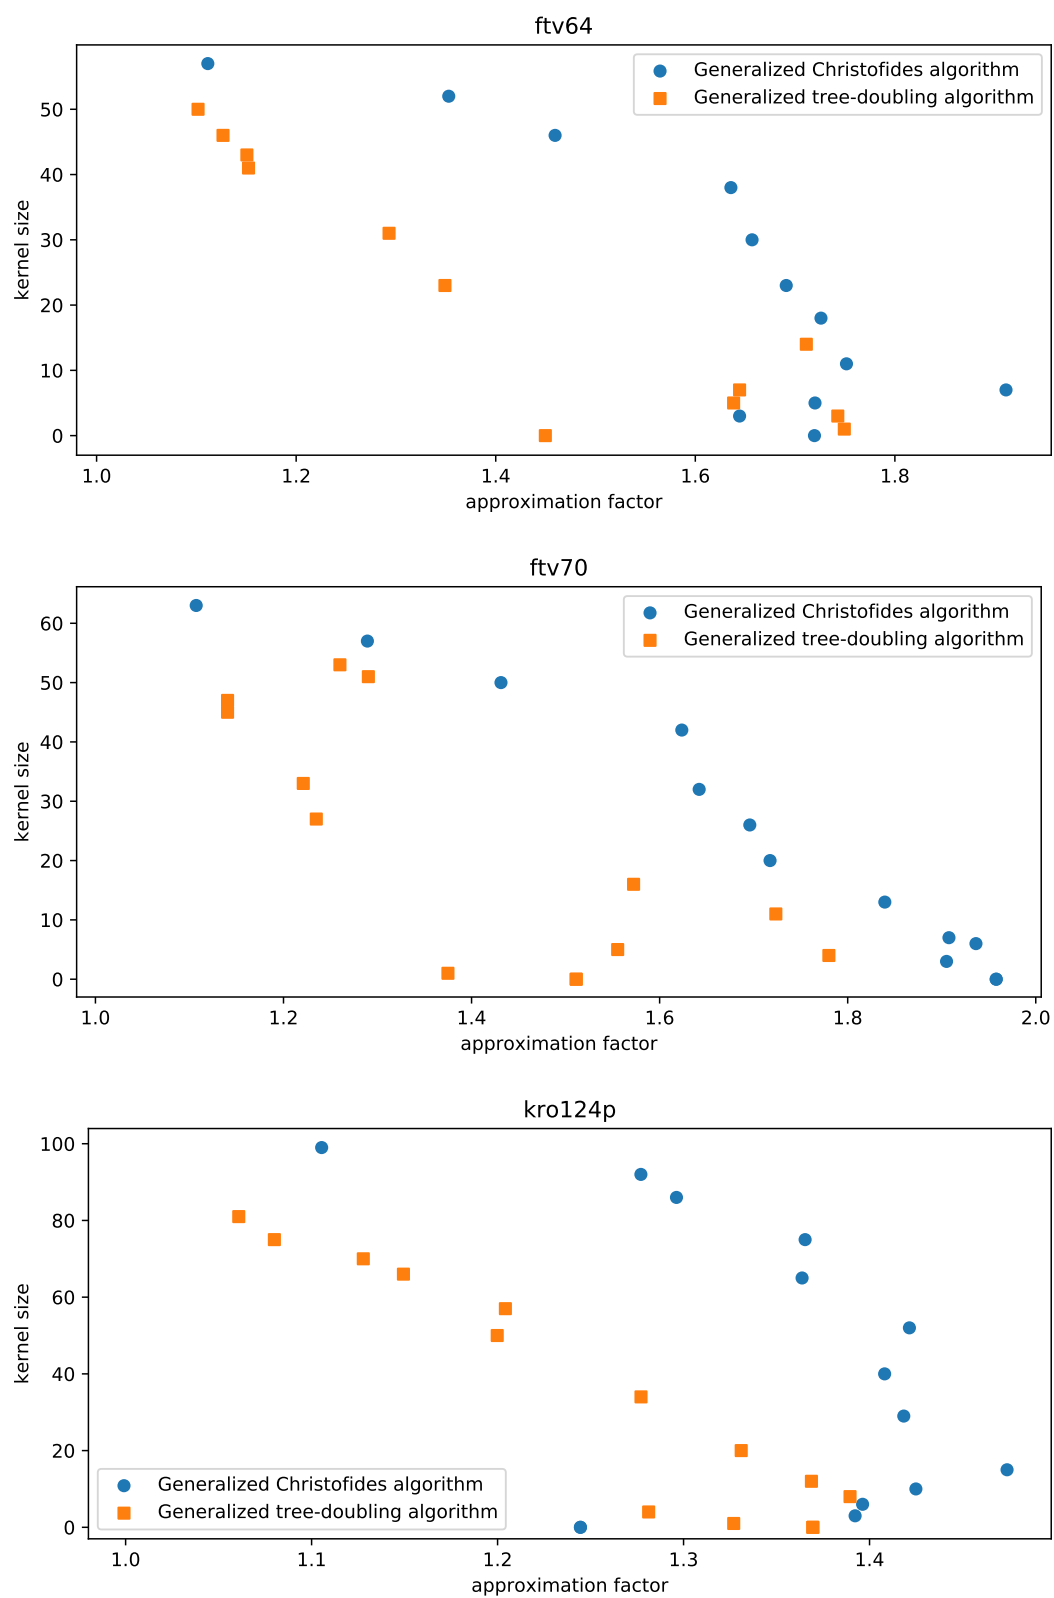 ftv64
Generalized Christofides algorithm
Generalized tree-doubling algorithm
kernel size
50
40
30
20
10
0
1.0 1.2 1.4 1.6 1.8
approximation factor
ftv70
Generalized Christofides algorithm
Generalized tree-doubling algorithm
kernel size
60
50
40
30
20
10
0
1.0 1.2 1.4 1.6 1.8 2.0
approximation factor
kro124p
kernel size
100
80
60
40
20
0
Generalized Christofides algorithm
Generalized tree-doubling algorithm
1.0 1.1 1.2 1.3 1.4
approximation factor